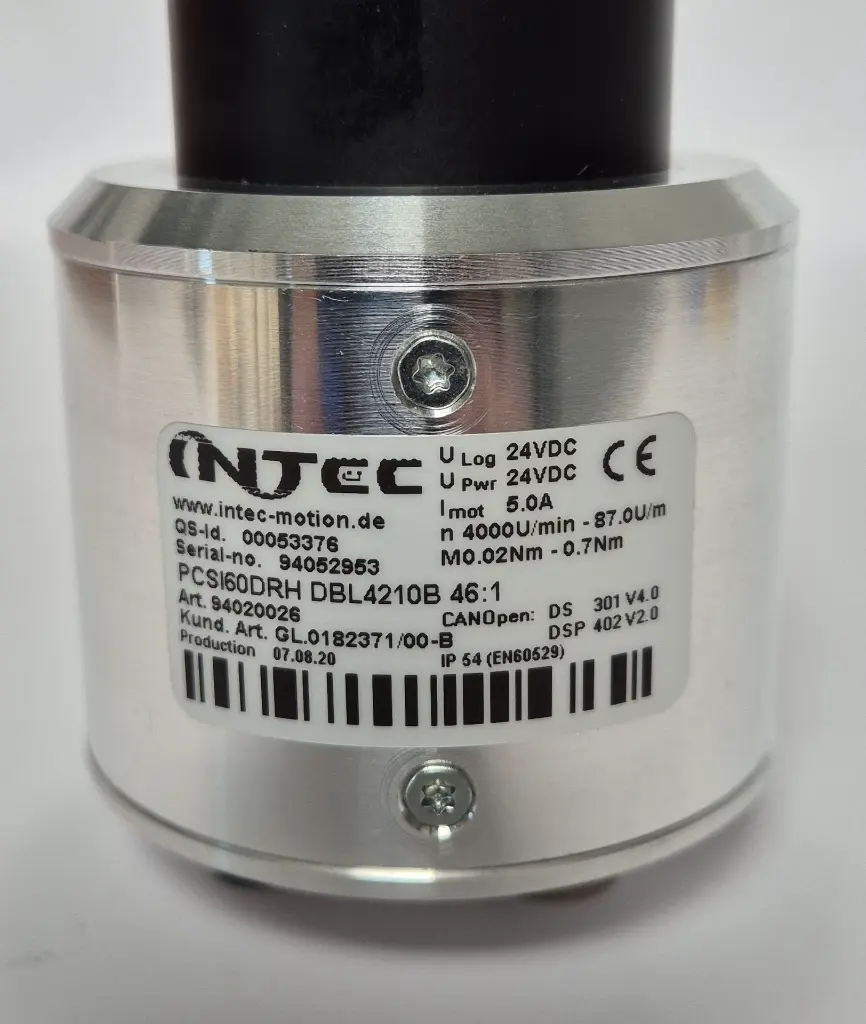 INTEC
U Log 24VDC
U Pwr 24VDC
CE
I mot 5.0A
n 4000U/min - 87.0U/m
M0.02Nm - 0.7Nm
www.intec-motion.de
QS-Id. 00053376
Serial-no. 94052953
PCSI60DRH DBL4210B 46:1
Art. 94020026
CANOpen: DS 301 V4.0
DSP 402 V2.0
Kund. Art. GL.0182371/00-B
Production 07.08.20
IP 54 (EN60529)